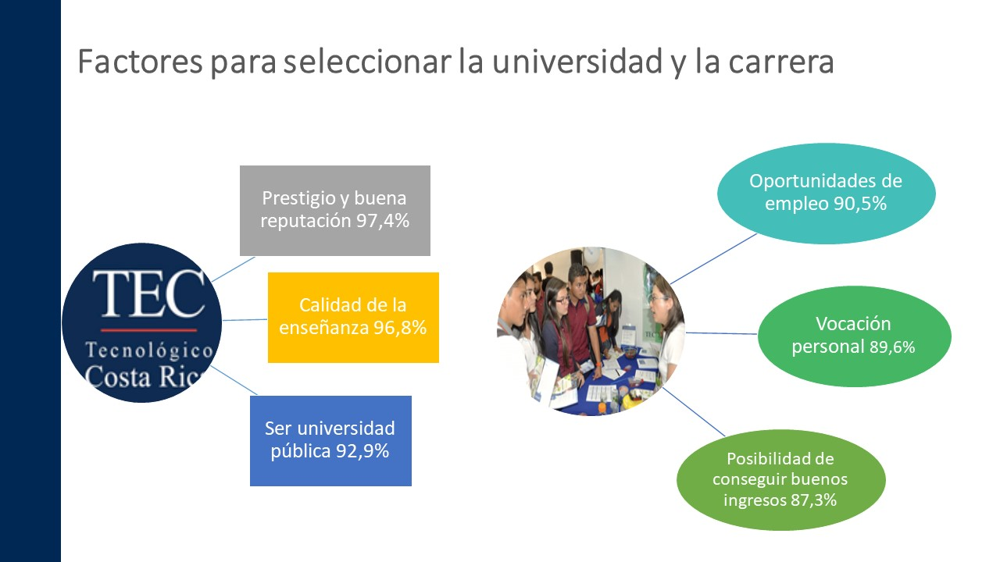 Factores para seleccionar la universidad y la carrera
Prestigio y buena
reputación 97,4%
Calidad de la
enseñanza 96,8%
Ser universidad
pública 92,9%
TEC
Tecnológico
Costa Rica
Oportunidades de
empleo 90,5%
Vocación
personal 89,6%
Posibilidad de
conseguir buenos
ingresos 87,3%